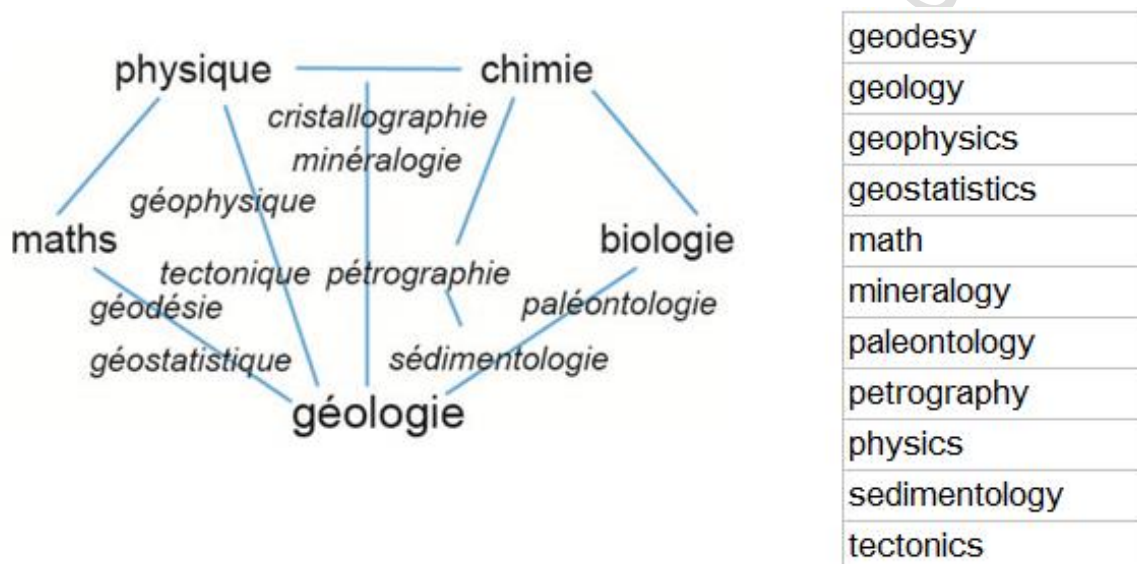 physique chimie
cristallographie
minéralogie
géophysique
maths biologie
tectonique pétrographie
géodésie paléontologie
géostatistique sédimentologie
géologie
geodesy
geology
geophysics
geostatistics
math
mineralogy
paleontology
petrography
physics
sedimentology
tectonics